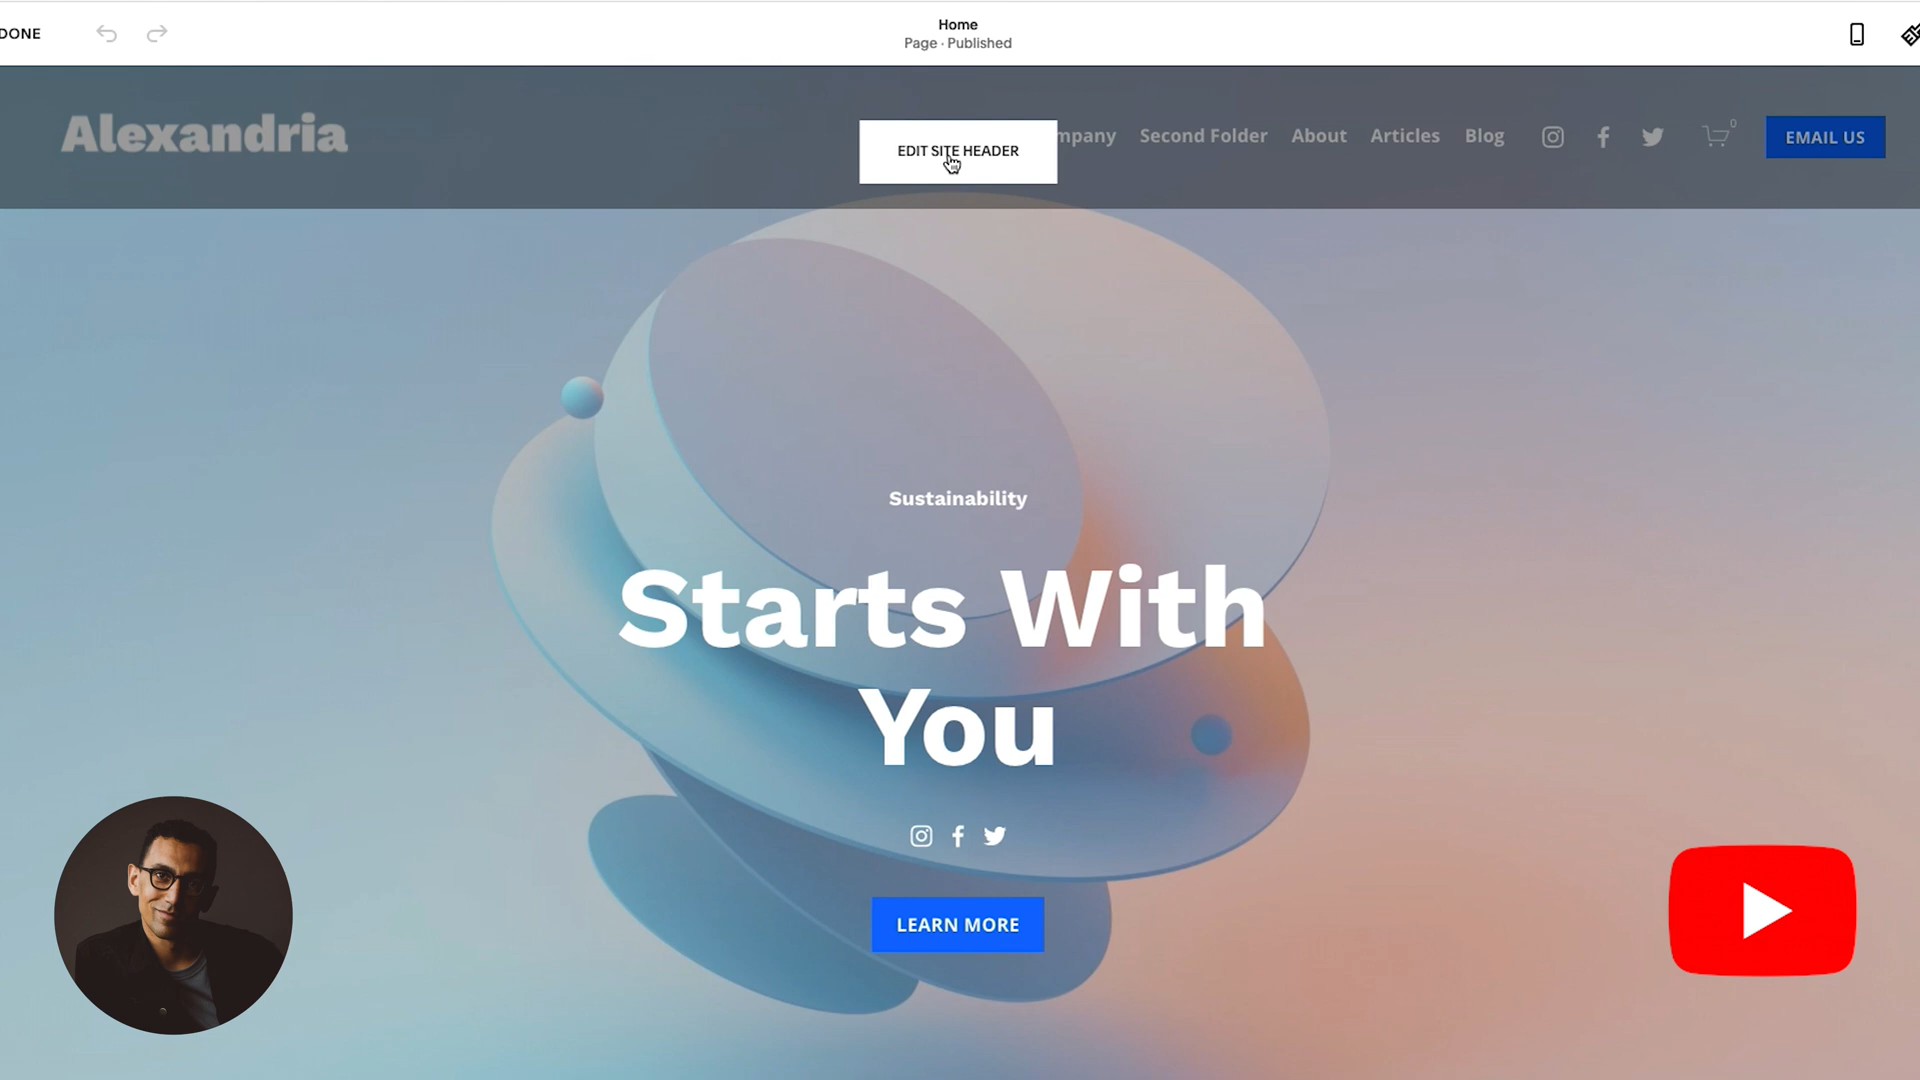 DONE
Home
Page · Published
Alexandria
EDIT SITE HEADER
mpany Second Folder About Articles Blog
0
EMAIL US
Sustainability
Starts With
You
LEARN MORE